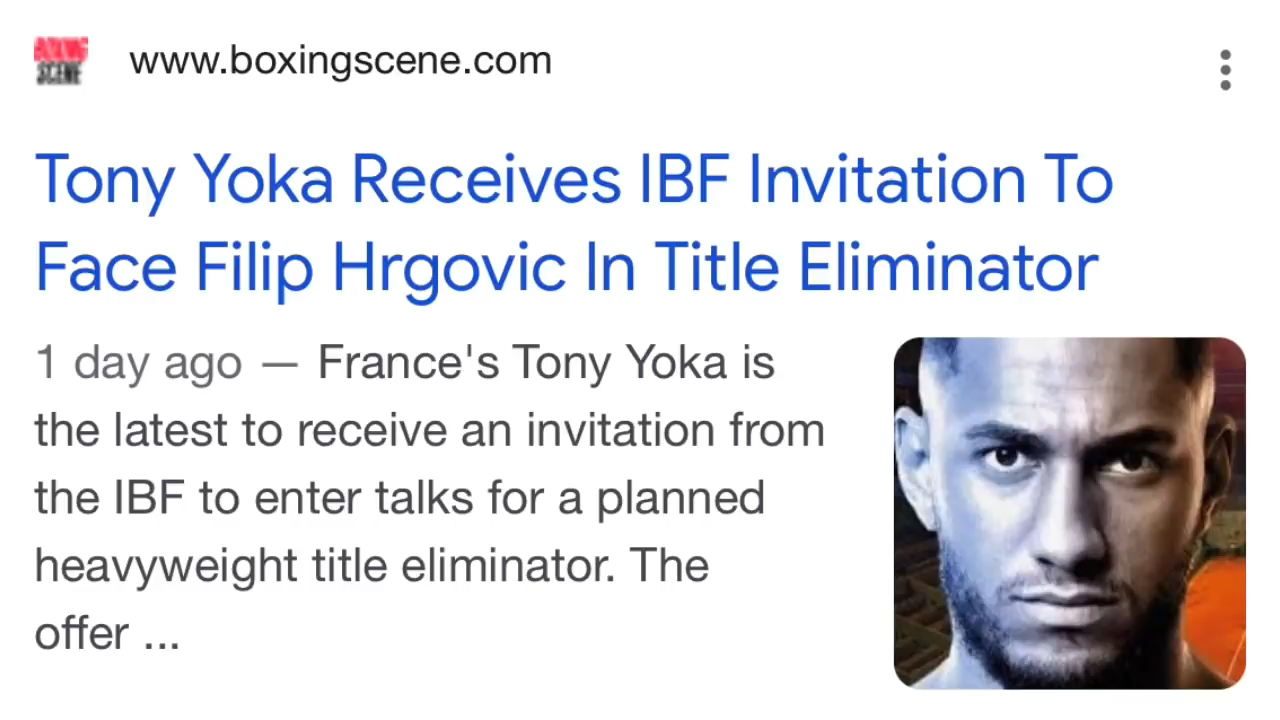 BOXING
SCENE
www.boxingscene.com
Tony Yoka Receives IBF Invitation To
Face Filip Hrgovic In Title Eliminator
1 day ago — France's Tony Yoka is
the latest to receive an invitation from
the IBF to enter talks for a planned
heavyweight title eliminator. The
offer ...